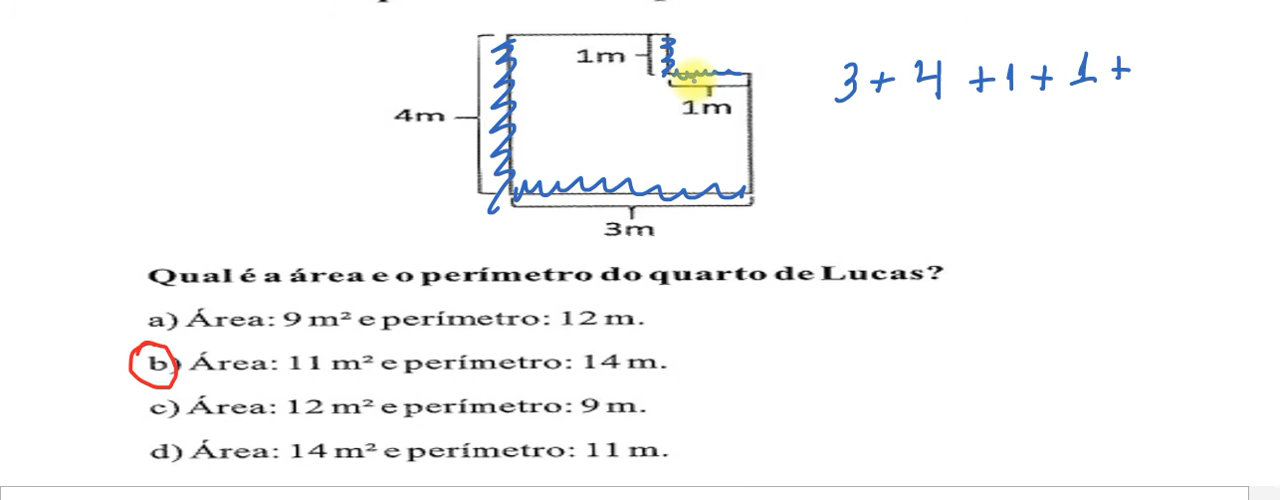 1m
3 + 4 + 1 + 1 +
4m
1m
3m
Qual é a área e o perímetro do quarto de Lucas?
a) Área: 9 m² e perímetro: 12 m.
b) Área: 11 m² e perímetro: 14 m.
c) Área: 12 m² e perímetro: 9 m.
d) Área: 14 m² e perímetro: 11 m.